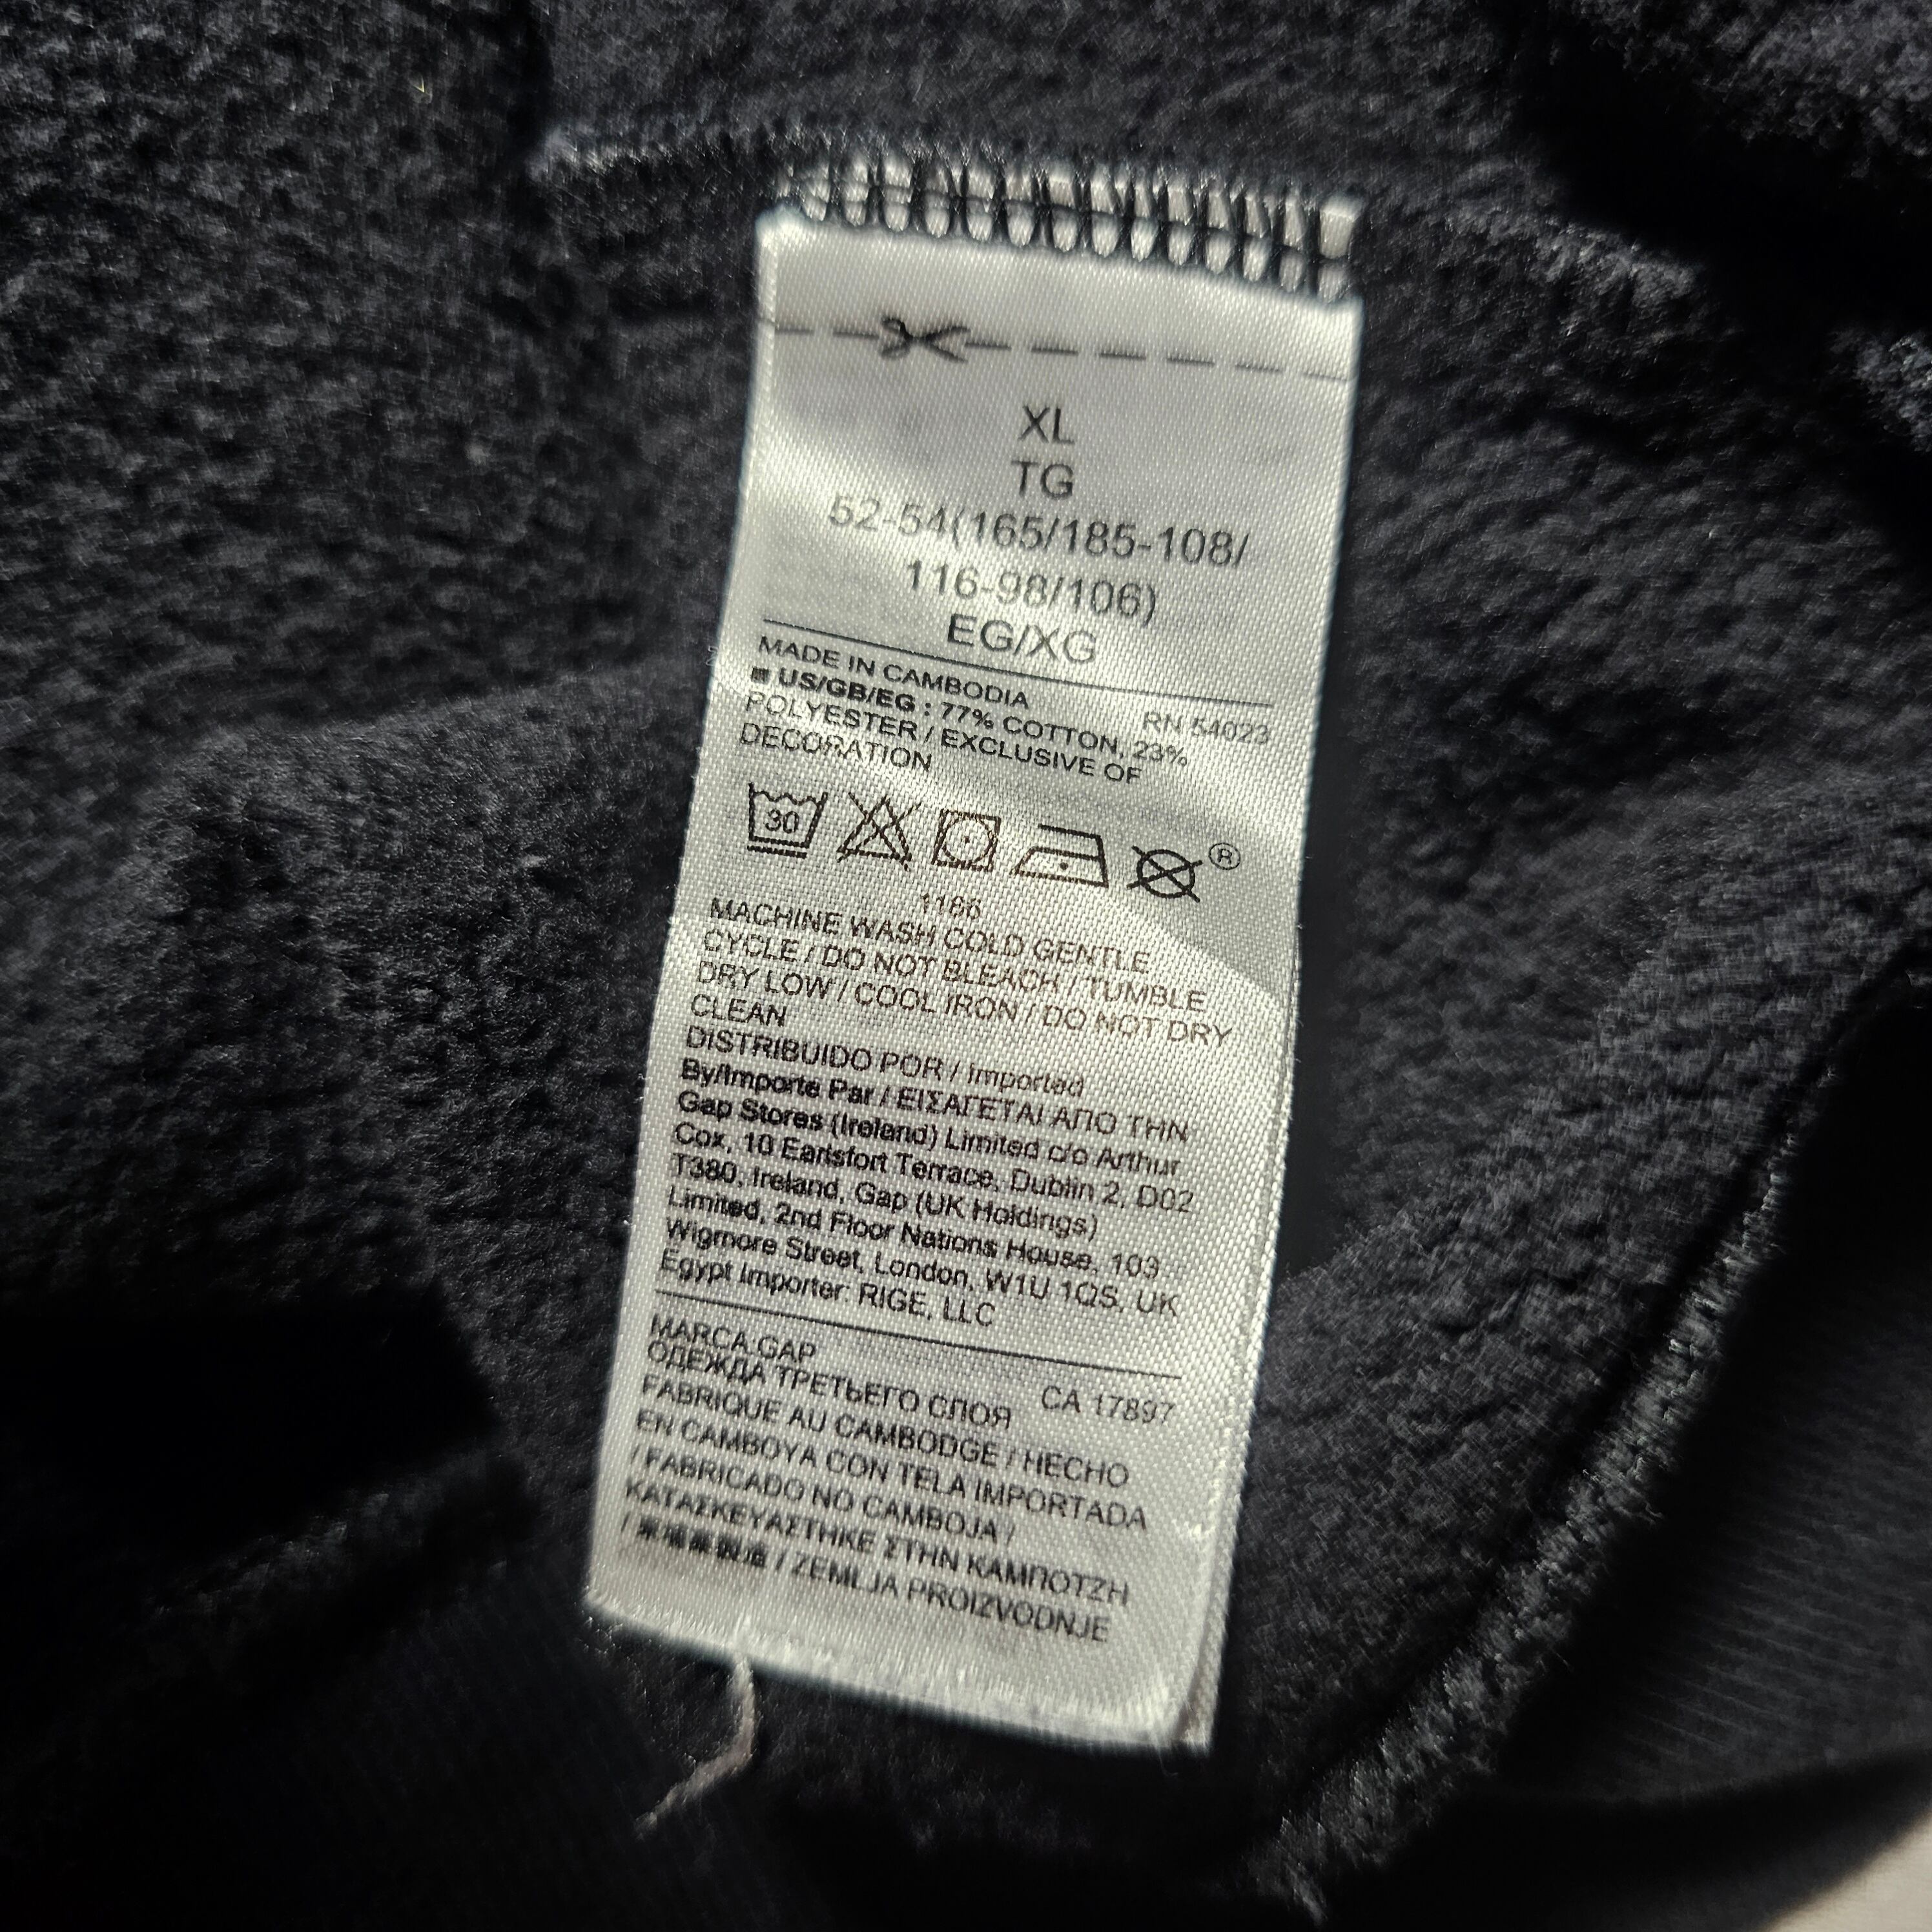 XL
TG
52-54(165/185-108/
116-98/106)
EG/XG
MADE IN CAMBODIA
RN 54023
■ US/GB/EG : 77% COTTON, 23%
POLYESTER / EXCLUSIVE OF
DECORATION
30
®
1186
MACHINE WASH COLD GENTLE
CYCLE / DO NOT BLEACH / TUMBLE
DRY LOW / COOL IRON / DO NOT DRY
CLEAN
DISTRIBUIDO POR / Imported
By/Importe Par / ΕΙΣΑΓΕΤΑΙ ΑΠΟ ΤΗΝ:
Gap Stores (Ireland) Limited c/o Arthur
Cox, 10 Earlsfort Terrace, Dublin 2, D02
T380, Ireland, Gap (UK Holdings)
Limited, 2nd Floor Nations House, 103
Wigmore Street, London, W1U 1QS, UK
Egypt Importer: RIGE, LLC
MARCA:GAP
CA 17897
ОДЕЖДА ТРЕТЬЕГО СЛОЯ
FABRIQUE AU CAMBODGE / HECHO
EN CAMBOYA CON TELA IMPORTADA
/ FABRICADO NO CAMBOJA /
ΚΑΤΑΣΚΕΥΑΣΤΗΚΕ ΣΤΗΝ ΚΑΜΠΟΤΖΗ
/ / ZEMLJA PROIZVODNJE